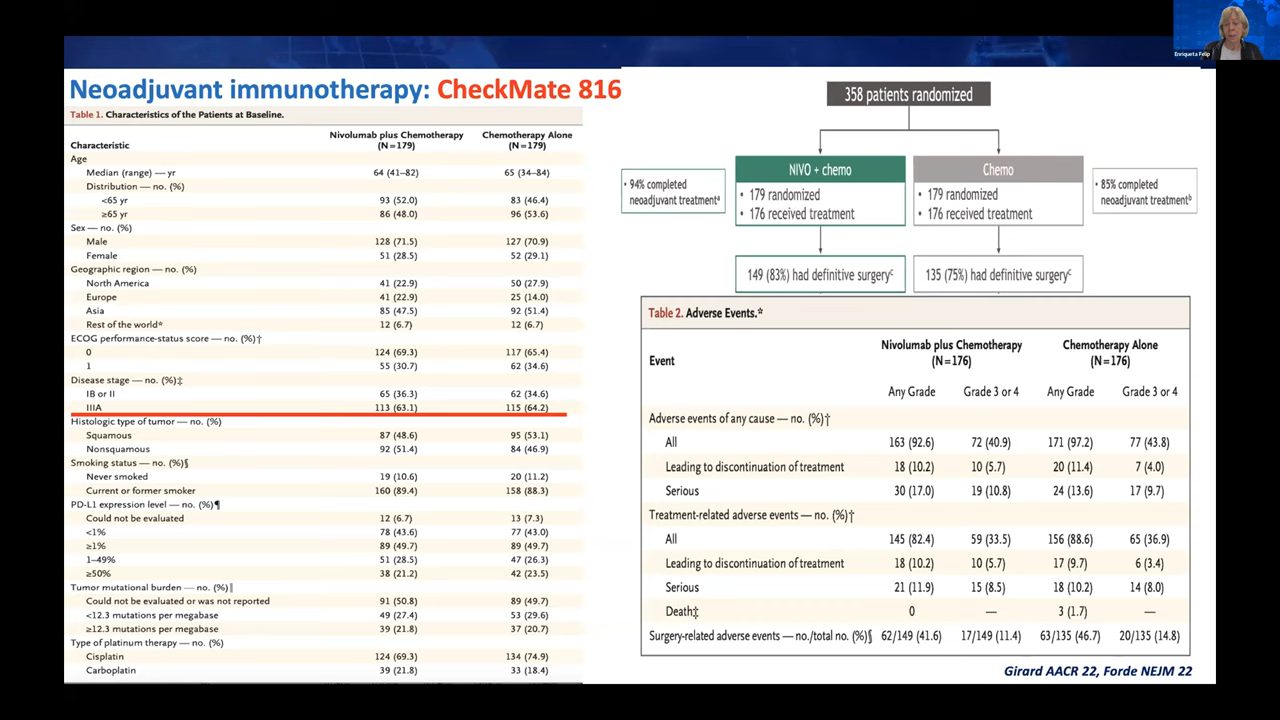 Enriqueta Felip
Neoadjuvant immunotherapy: CheckMate 816
Table 1. Characteristics of the Patients at Baseline.
Characteristic Nivolumab plus Chemotherapy (N=179) Chemotherapy Alone (N=179)
Age
Median (range) — yr 64 (41–82) 65 (34–84)
Distribution — no. (%)
<65 yr 93 (52.0) 83 (46.4)
≥65 yr 86 (48.0) 96 (53.6)
Sex — no. (%)
Male 128 (71.5) 127 (70.9)
Female 51 (28.5) 52 (29.1)
Geographic region — no. (%)
North America 41 (22.9) 50 (27.9)
Europe 41 (22.9) 25 (14.0)
Asia 85 (47.5) 92 (51.4)
Rest of the world* 12 (6.7) 12 (6.7)
ECOG performance-status score — no. (%)†
0 124 (69.3) 117 (65.4)
1 55 (30.7) 62 (34.6)
Disease stage — no. (%)‡
IB or II 65 (36.3) 62 (34.6)
IIIA 113 (63.1) 115 (64.2)
Histologic type of tumor — no. (%)
Squamous 87 (48.6) 95 (53.1)
Nonsquamous 92 (51.4) 84 (46.9)
Smoking status — no. (%)§
Never smoked 19 (10.6) 20 (11.2)
Current or former smoker 160 (89.4) 158 (88.3)
PD-L1 expression level — no. (%)¶
Could not be evaluated 12 (6.7) 13 (7.3)
<1% 78 (43.6) 77 (43.0)
≥1% 89 (49.7) 89 (49.7)
1–49% 51 (28.5) 47 (26.3)
≥50% 38 (21.2) 42 (23.5)
Tumor mutational burden — no. (%)‖
Could not be evaluated or was not reported 91 (50.8) 89 (49.7)
<12.3 mutations per megabase 49 (27.4) 53 (29.6)
≥12.3 mutations per megabase 39 (21.8) 37 (20.7)
Type of platinum therapy — no. (%)
Cisplatin 124 (69.3) 134 (74.9)
Carboplatin 39 (21.8) 33 (18.4)
358 patients randomized
• 94% completed neoadjuvant treatmentᵃ
NIVO + chemo
• 179 randomized
• 176 received treatment
Chemo
• 179 randomized
• 176 received treatment
• 85% completed neoadjuvant treatmentᵇ
149 (83%) had definitive surgeryᶜ
135 (75%) had definitive surgeryᶜ
Table 2. Adverse Events.*
Event Nivolumab plus Chemotherapy (N=176) Chemotherapy Alone (N=176)
Any Grade Grade 3 or 4 Any Grade Grade 3 or 4
Adverse events of any cause — no. (%)†
All 163 (92.6) 72 (40.9) 171 (97.2) 77 (43.8)
Leading to discontinuation of treatment 18 (10.2) 10 (5.7) 20 (11.4) 7 (4.0)
Serious 30 (17.0) 19 (10.8) 24 (13.6) 17 (9.7)
Treatment-related adverse events — no. (%)†
All 145 (82.4) 59 (33.5) 156 (88.6) 65 (36.9)
Leading to discontinuation of treatment 18 (10.2) 10 (5.7) 17 (9.7) 6 (3.4)
Serious 21 (11.9) 15 (8.5) 18 (10.2) 14 (8.0)
Death‡ 0 — 3 (1.7) —
Surgery-related adverse events — no./total no. (%)§ 62/149 (41.6) 17/149 (11.4) 63/135 (46.7) 20/135 (14.8)
Girard AACR 22, Forde NEJM 22